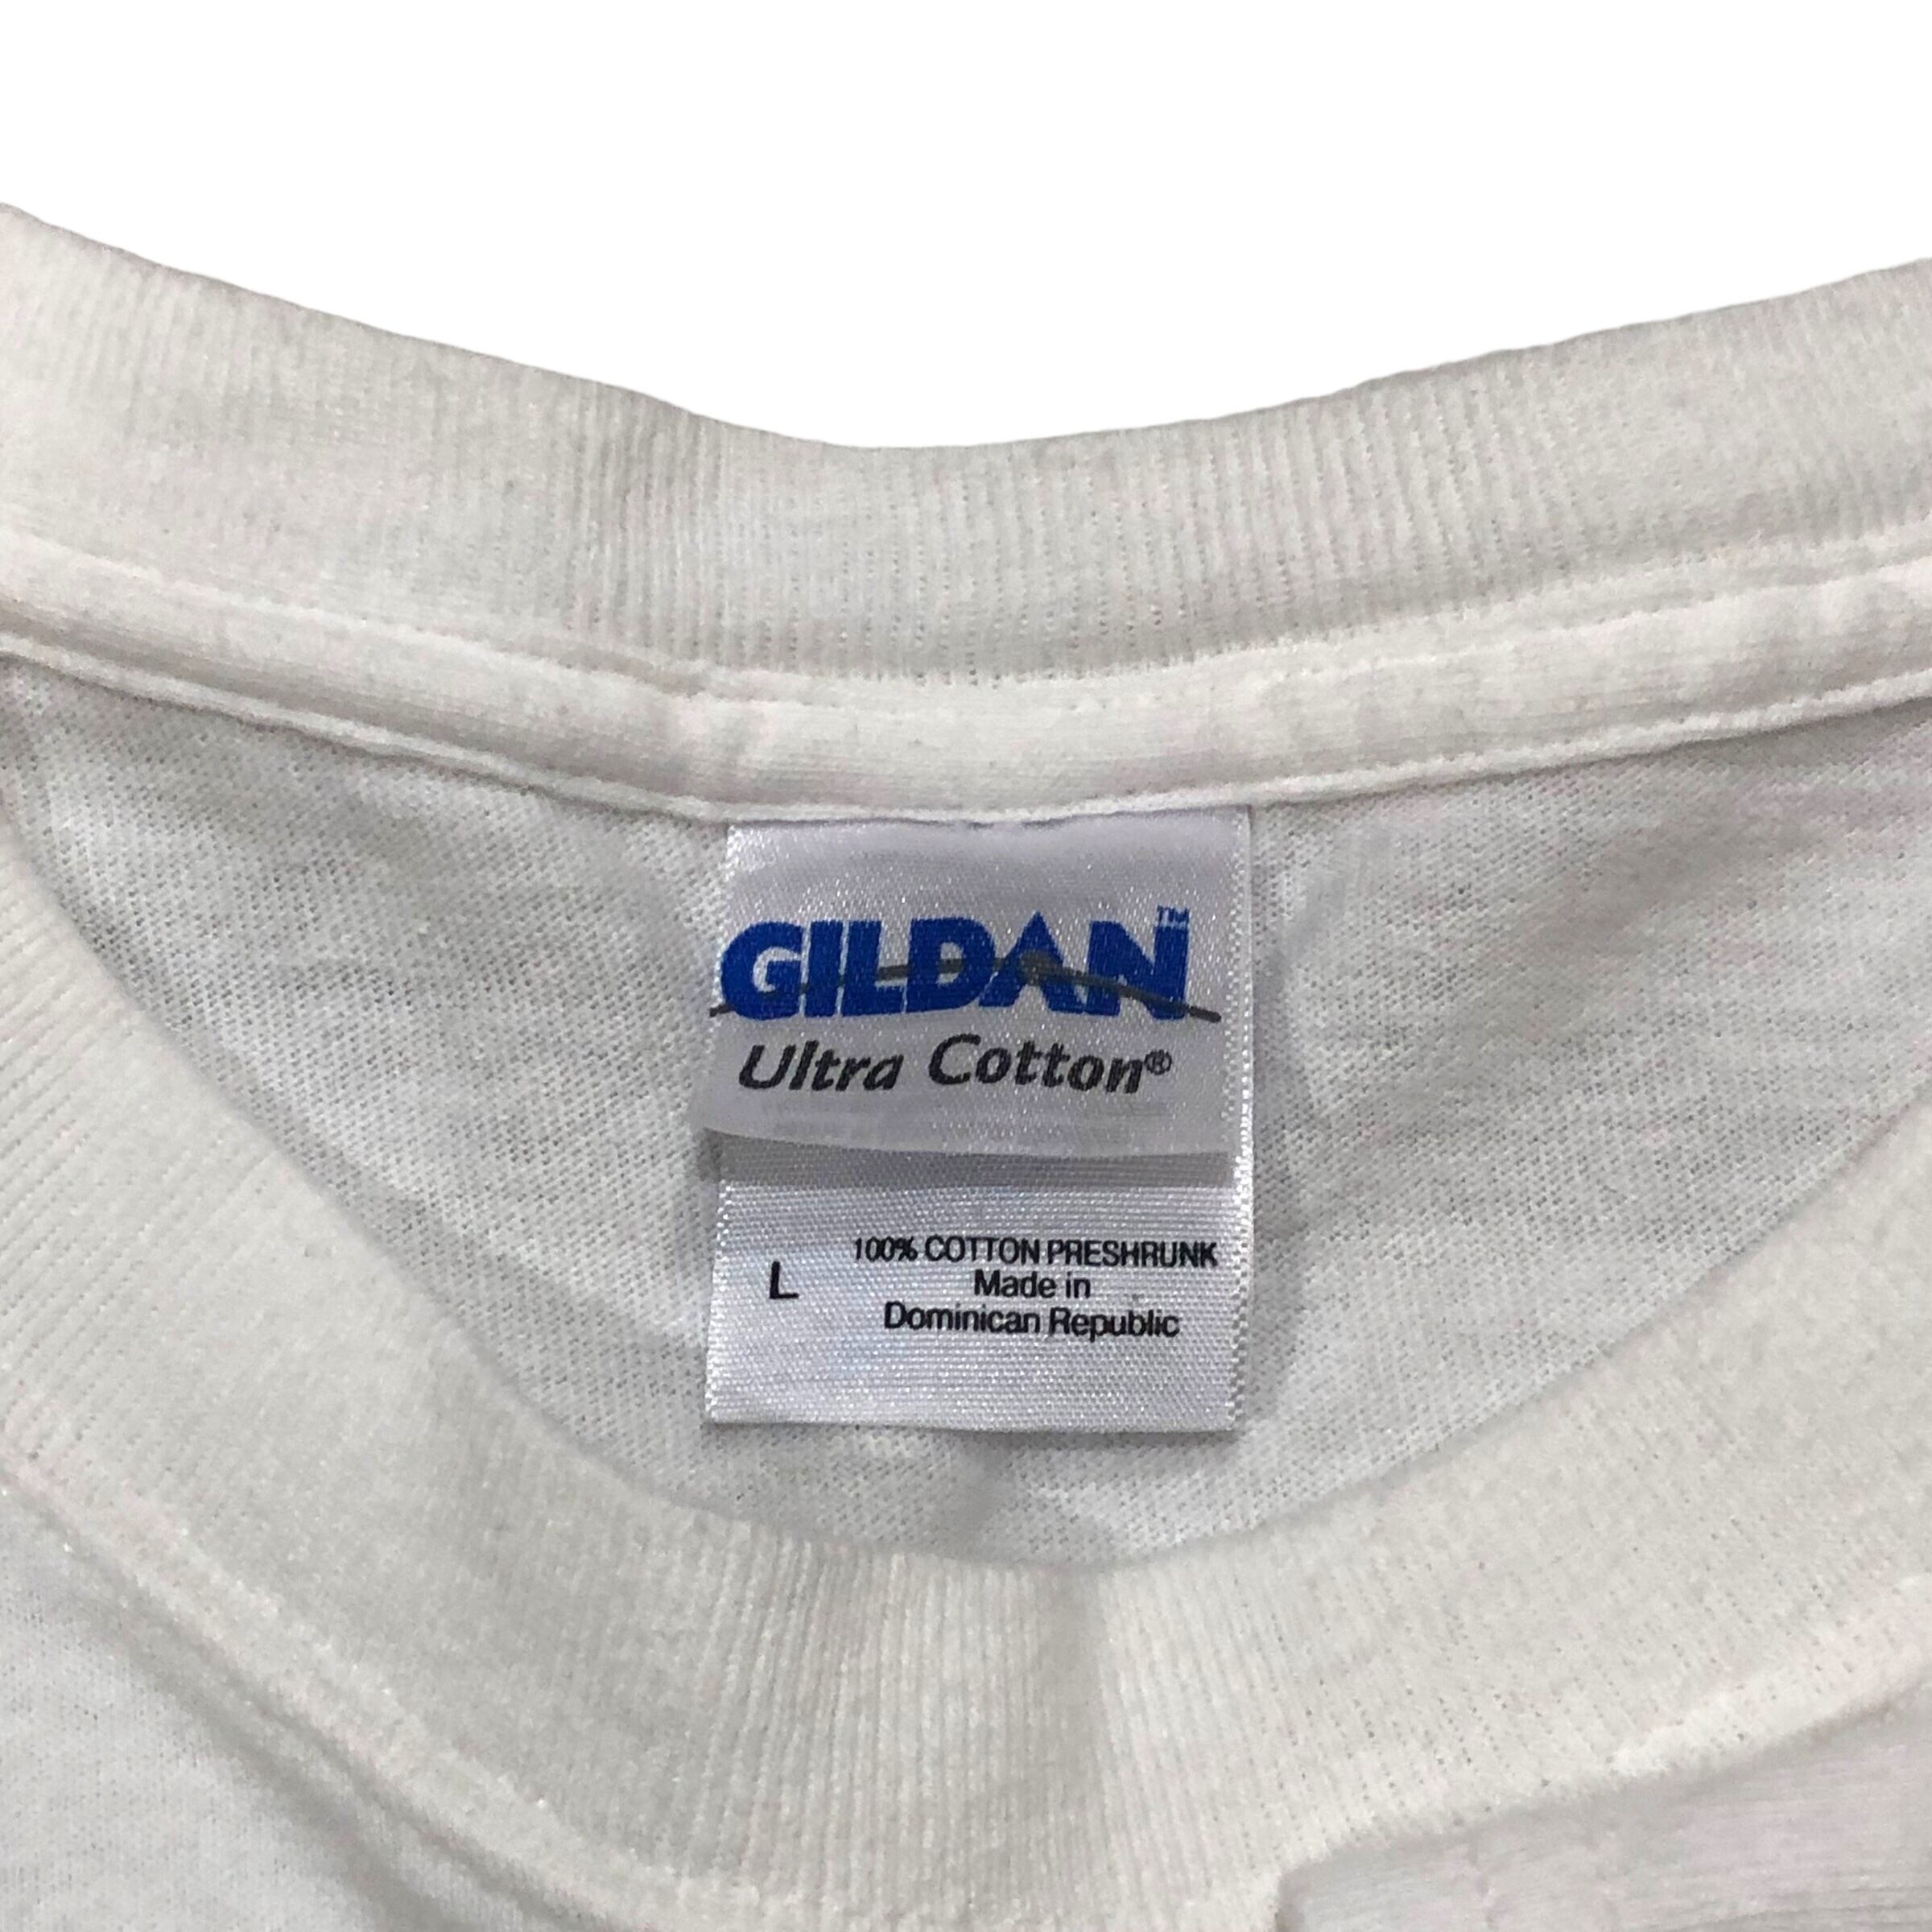 GILDAN™
Ultra Cotton®
100% COTTON PRESHRUNK
L
Made in
Dominican Republic